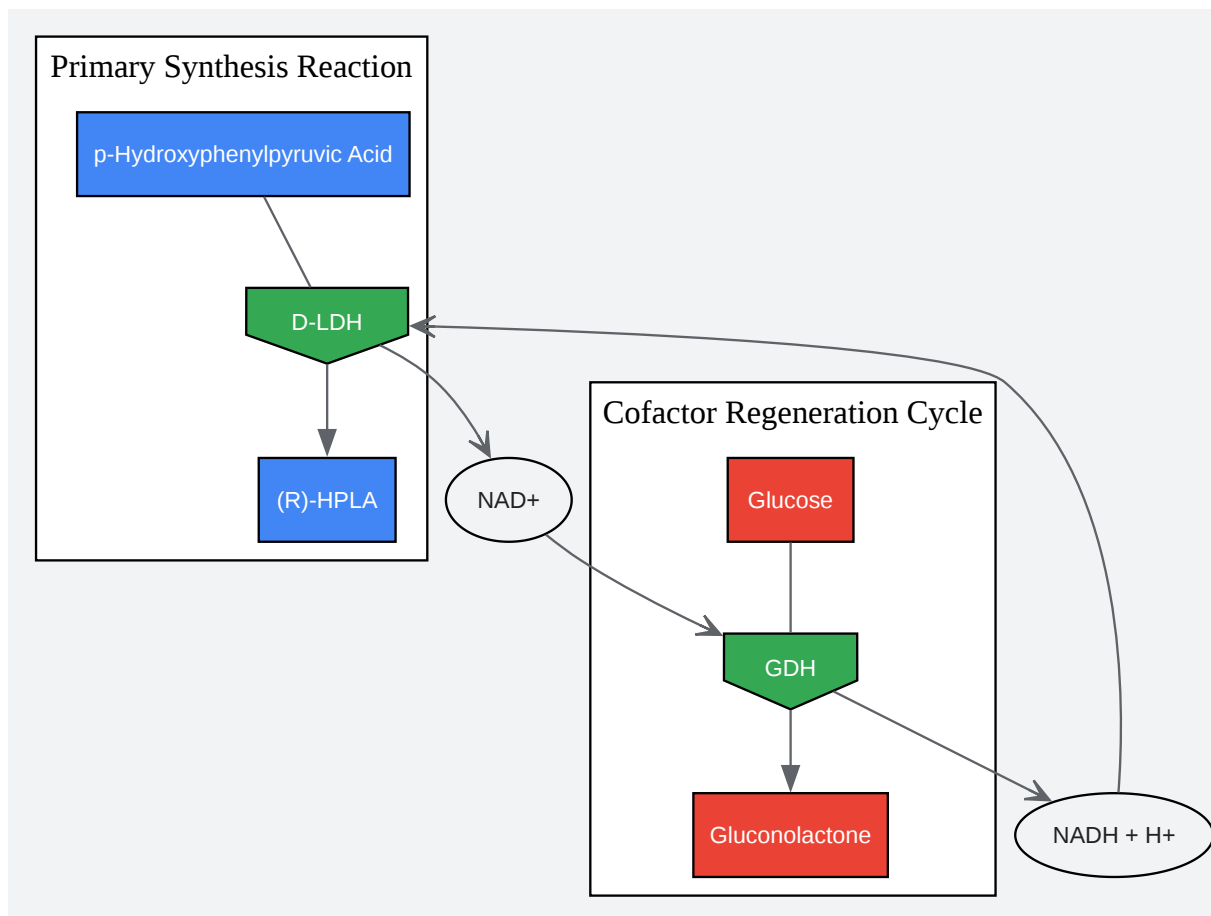 Primary Synthesis Reaction
p-Hydroxyphenylpyruvic Acid
D-LDH
(R)-HPLA
NAD+
Cofactor Regeneration Cycle
Glucose
GDH
Gluconolactone
NADH + H+